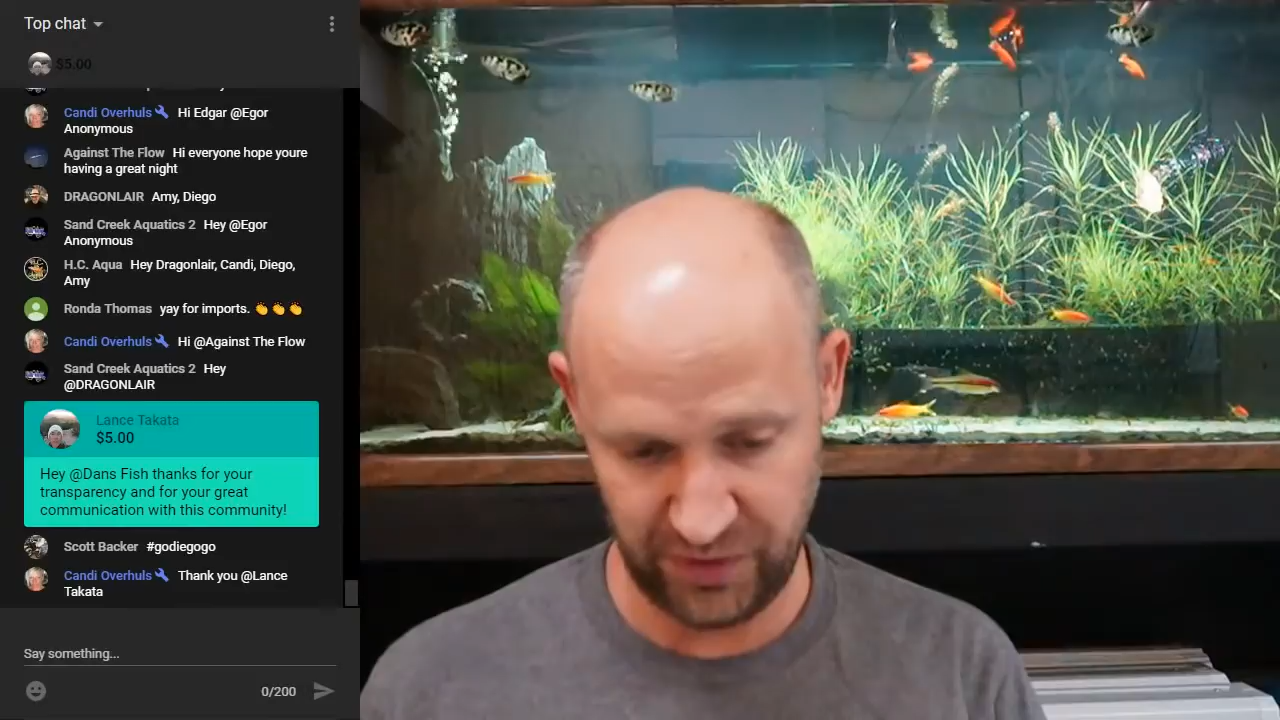 Top chat
$5.00
Candi Overhuls Hi Edgar @Egor
Anonymous
Against The Flow Hi everyone hope youre
having a great night
DRAGONLAIR Amy, Diego
Sand Creek Aquatics 2 Hey @Egor
Anonymous
H.C. Aqua Hey Dragonlair, Candi, Diego,
Amy
Ronda Thomas yay for imports. 👏👏👏
Candi Overhuls Hi @Against The Flow
Sand Creek Aquatics 2 Hey
@DRAGONLAIR
Lance Takata
$5.00
Hey @Dans Fish thanks for your
transparency and for your great
communication with this community!
Scott Backer #godiegogo
Candi Overhuls Thank you @Lance
Takata
Say something...
0/200